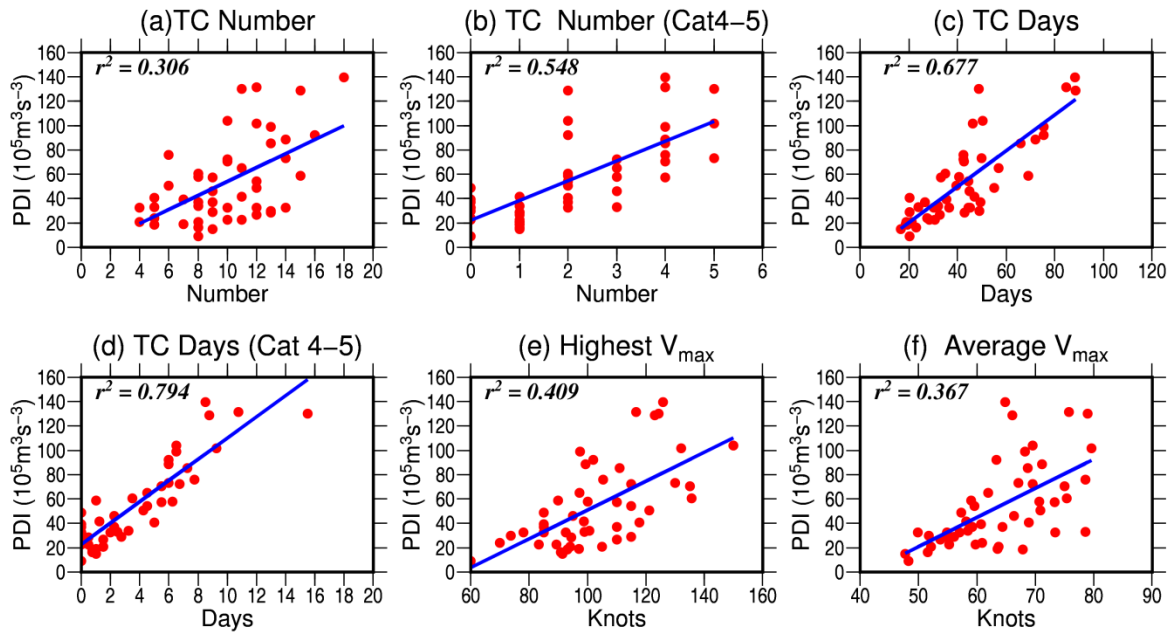 (a)TC Number
(b) TC Number (Cat4−5)
(c) TC Days
r² = 0.306
r² = 0.548
r² = 0.677
PDI (10⁵m³s⁻³)
0 20 40 60 80 100 120 140 160
0 2 4 6 8 10 12 14 16 18 20
Number
PDI (10⁵m³s⁻³)
0 20 40 60 80 100 120 140 160
0 1 2 3 4 5 6
Number
PDI (10⁵m³s⁻³)
0 20 40 60 80 100 120 140 160
0 20 40 60 80 100 120
Days
(d) TC Days (Cat 4−5)
(e) Highest Vmax
(f) Average Vmax
r² = 0.794
r² = 0.409
r² = 0.367
PDI (10⁵m³s⁻³)
0 20 40 60 80 100 120 140 160
0 2 4 6 8 10 12 14 16 18 20
Days
PDI (10⁵m³s⁻³)
0 20 40 60 80 100 120 140 160
60 80 100 120 140 160
Knots
PDI (10⁵m³s⁻³)
0 20 40 60 80 100 120 140 160
40 50 60 70 80 90
Knots